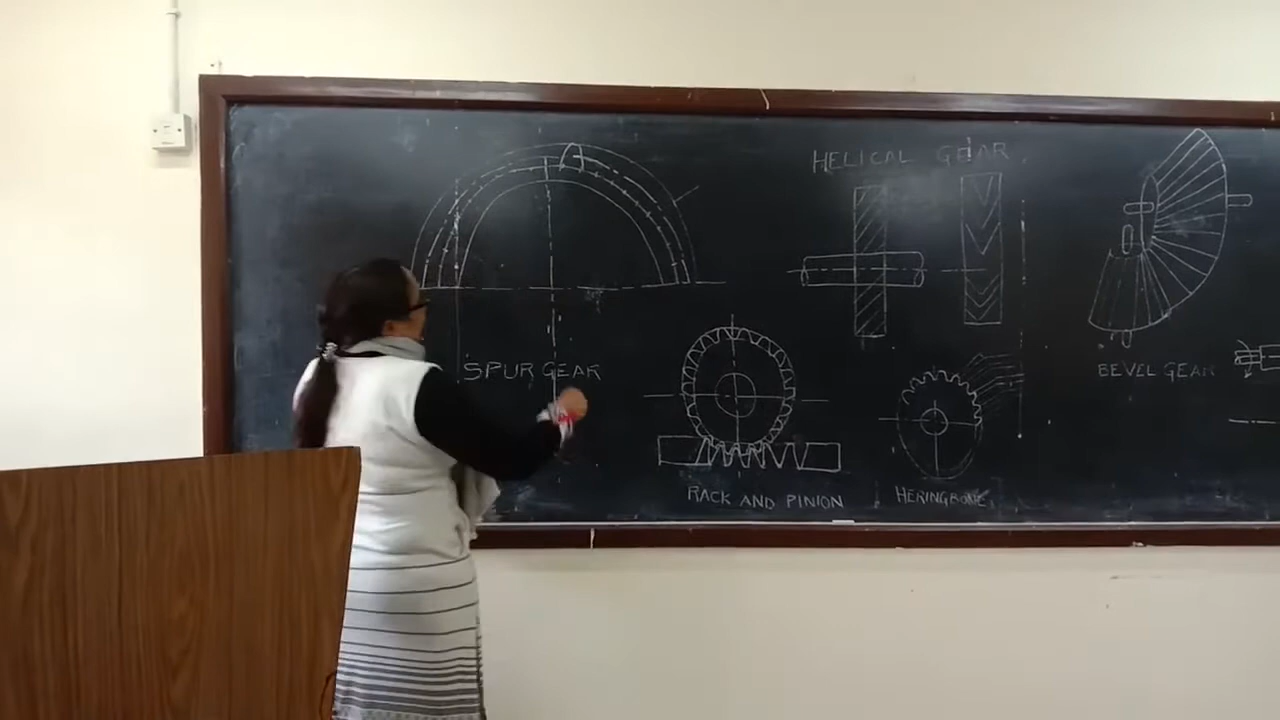 HELICAL GEAR
SPUR GEAR
BEVEL GEAR
RACK AND PINION
HERINGBONE